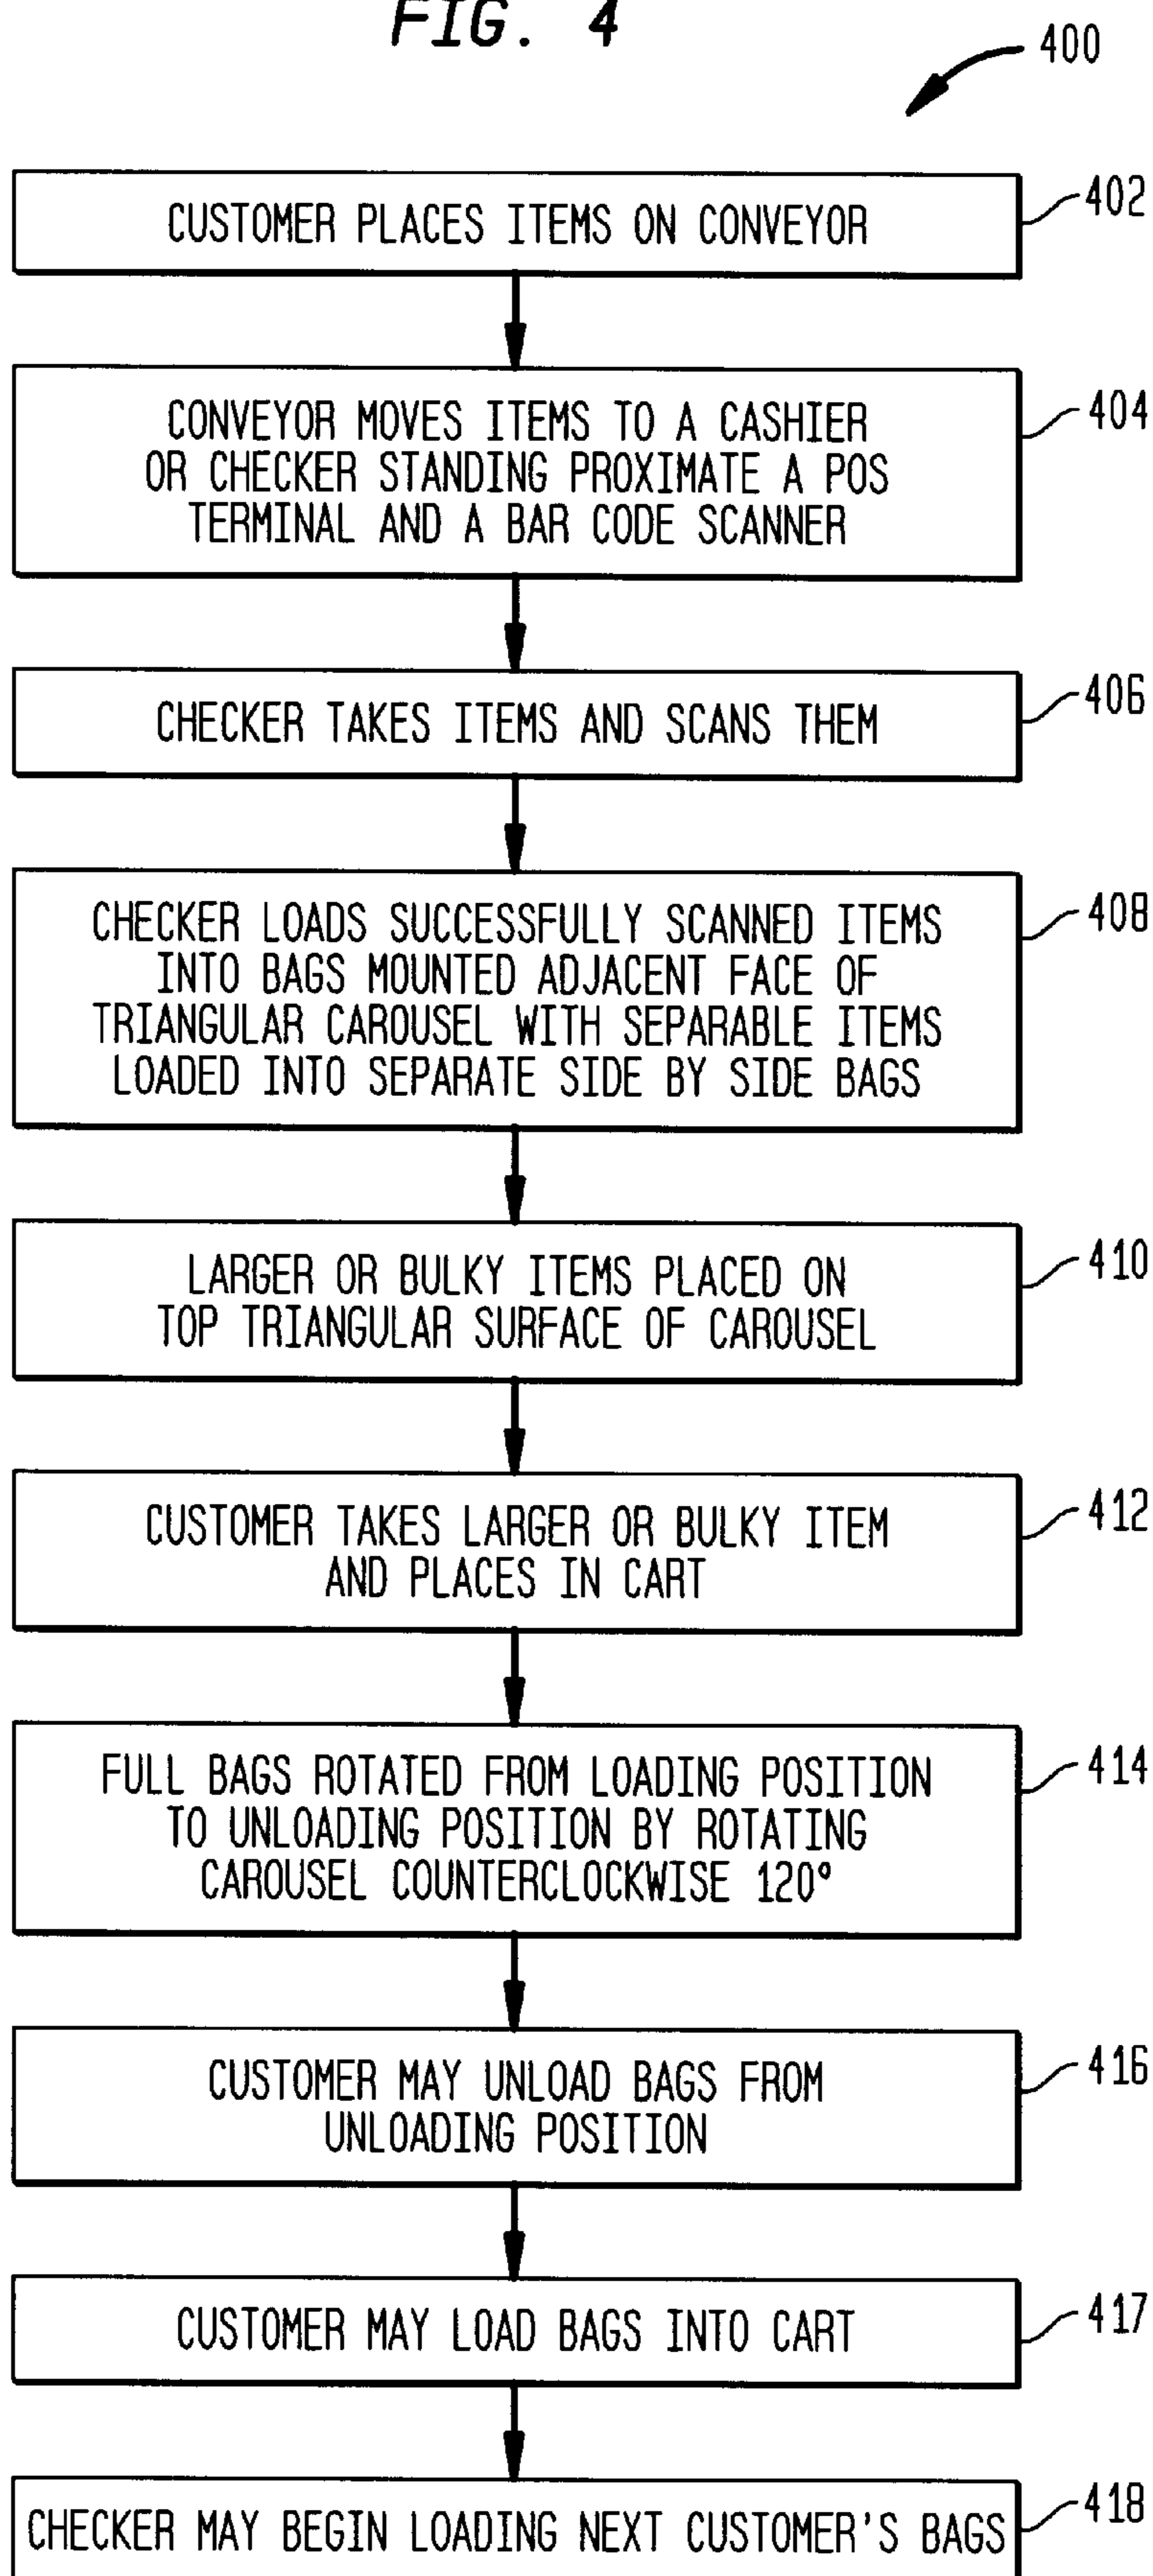 FIG. 4
400
CUSTOMER PLACES ITEMS ON CONVEYOR
402
CONVEYOR MOVES ITEMS TO A CASHIER
OR CHECKER STANDING PROXIMATE A POS
TERMINAL AND A BAR CODE SCANNER
404
CHECKER TAKES ITEMS AND SCANS THEM
406
CHECKER LOADS SUCCESSFULLY SCANNED ITEMS
INTO BAGS MOUNTED ADJACENT FACE OF
TRIANGULAR CAROUSEL WITH SEPARABLE ITEMS
LOADED INTO SEPARATE SIDE BY SIDE BAGS
408
LARGER OR BULKY ITEMS PLACED ON
TOP TRIANGULAR SURFACE OF CAROUSEL
410
CUSTOMER TAKES LARGER OR BULKY ITEM
AND PLACES IN CART
412
FULL BAGS ROTATED FROM LOADING POSITION
TO UNLOADING POSITION BY ROTATING
CAROUSEL COUNTERCLOCKWISE 120°
414
CUSTOMER MAY UNLOAD BAGS FROM
UNLOADING POSITION
416
CUSTOMER MAY LOAD BAGS INTO CART
417
CHECKER MAY BEGIN LOADING NEXT CUSTOMER'S BAGS
418